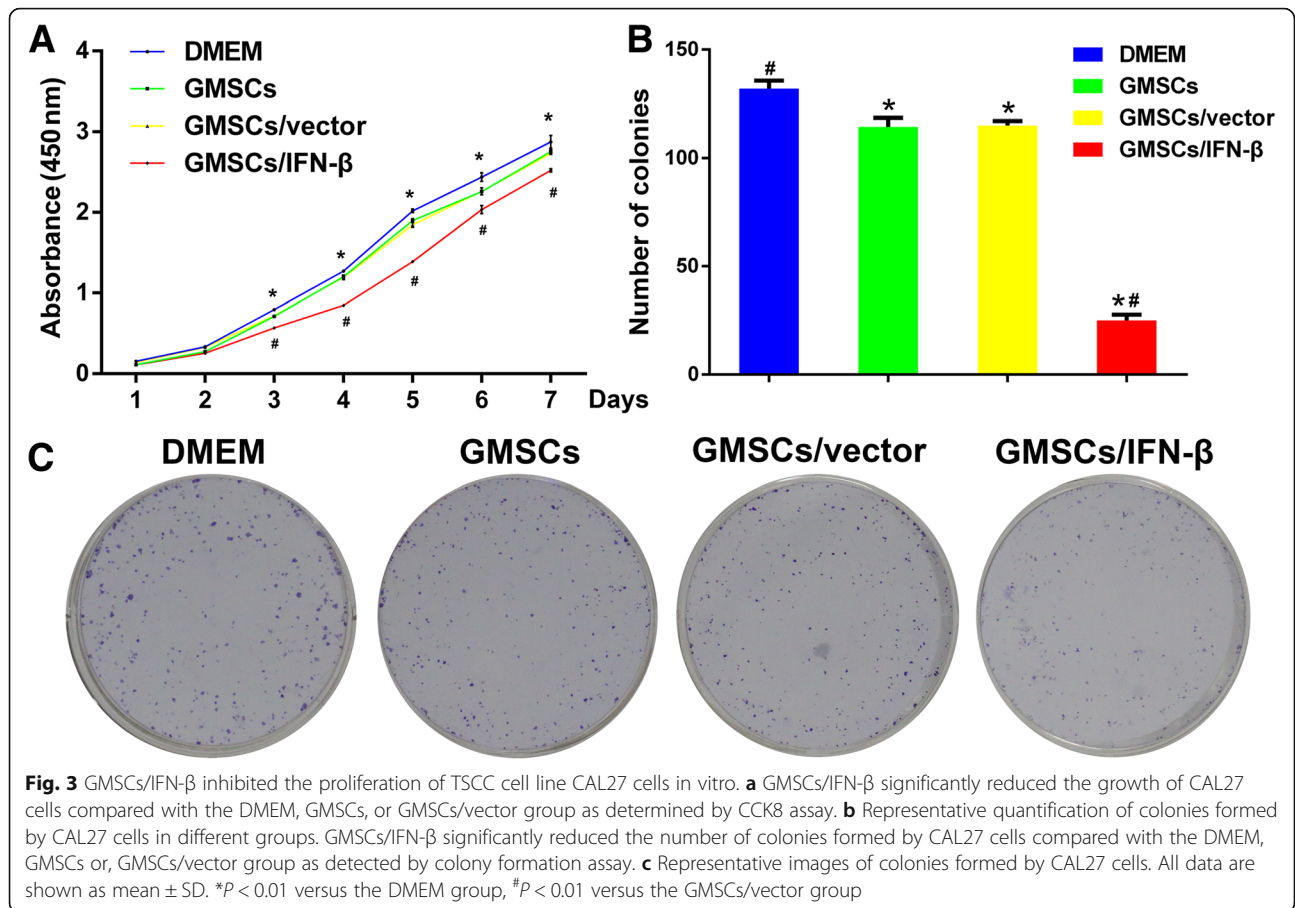 A
4
3
2
1
0
Absorbance (450 nm)
DMEM
GMSCs
GMSCs/vector
GMSCs/IFN-β
* * * * *
# # # # #
1 2 3 4 5 6 7 Days
B
150
100
50
0
Number of colonies
DMEM
GMSCs
GMSCs/vector
GMSCs/IFN-β
# * * *#
C
DMEM GMSCs GMSCs/vector GMSCs/IFN-β
Fig. 3 GMSCs/IFN-β inhibited the proliferation of TSCC cell line CAL27 cells in vitro. a GMSCs/IFN-β significantly reduced the growth of CAL27
cells compared with the DMEM, GMSCs, or GMSCs/vector group as determined by CCK8 assay. b Representative quantification of colonies formed
by CAL27 cells in different groups. GMSCs/IFN-β significantly reduced the number of colonies formed by CAL27 cells compared with the DMEM,
GMSCs or, GMSCs/vector group as detected by colony formation assay. c Representative images of colonies formed by CAL27 cells. All data are
shown as mean ± SD. *P < 0.01 versus the DMEM group, #P < 0.01 versus the GMSCs/vector group